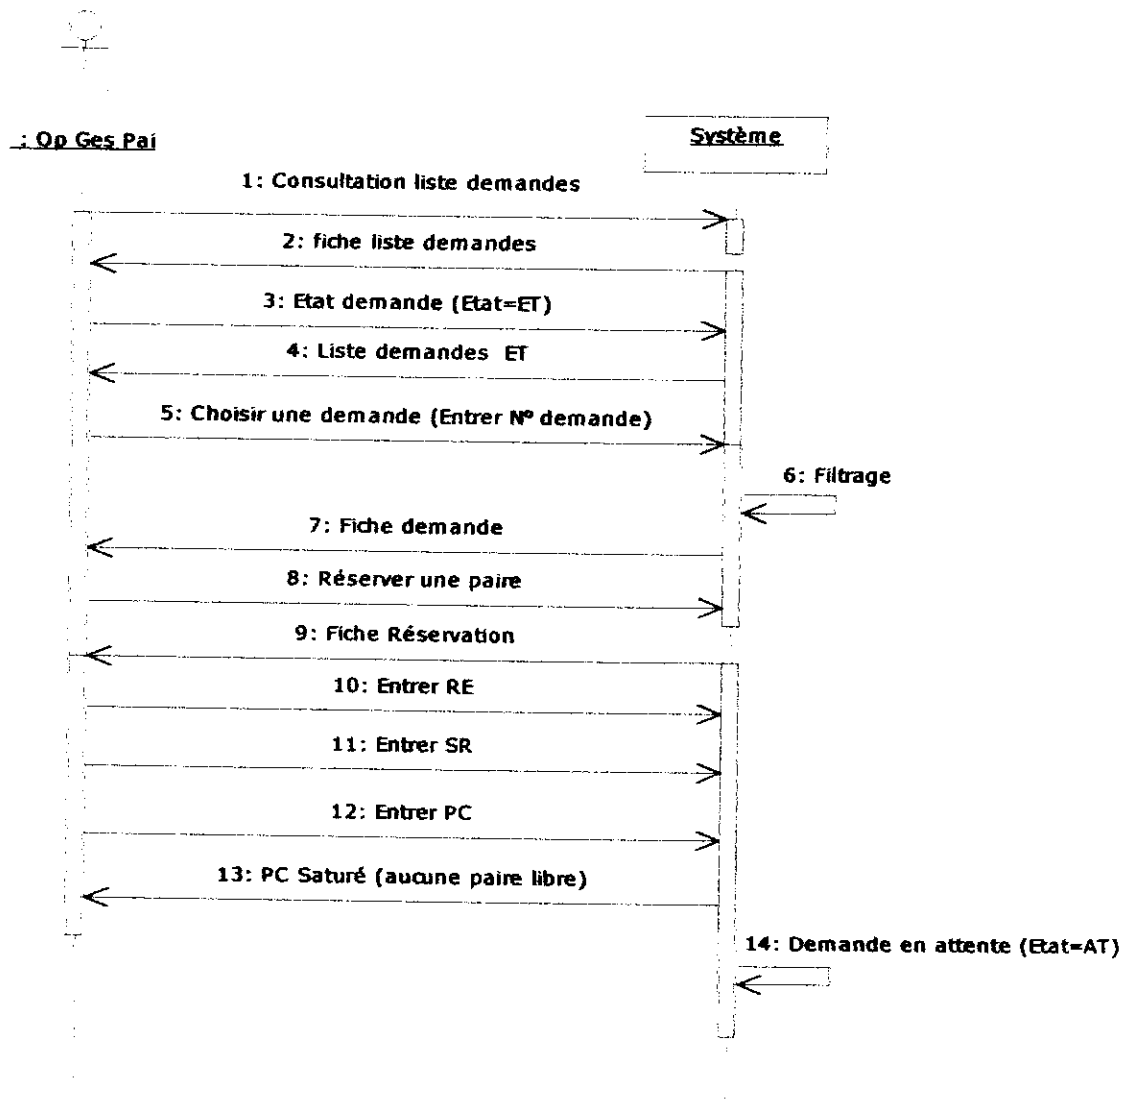 : Op Ges Pai
Système
1: Consultation liste demandes
2: fiche liste demandes
3: Etat demande (Etat=ET)
4: Liste demandes ET
5: Choisir une demande (Entrer Nº demande)
6: Filtrage
7: Fiche demande
8: Réserver une paire
9: Fiche Réservation
10: Entrer RE
11: Entrer SR
12: Entrer PC
13: PC Saturé (aucune paire libre)
14: Demande en attente (Etat=AT)